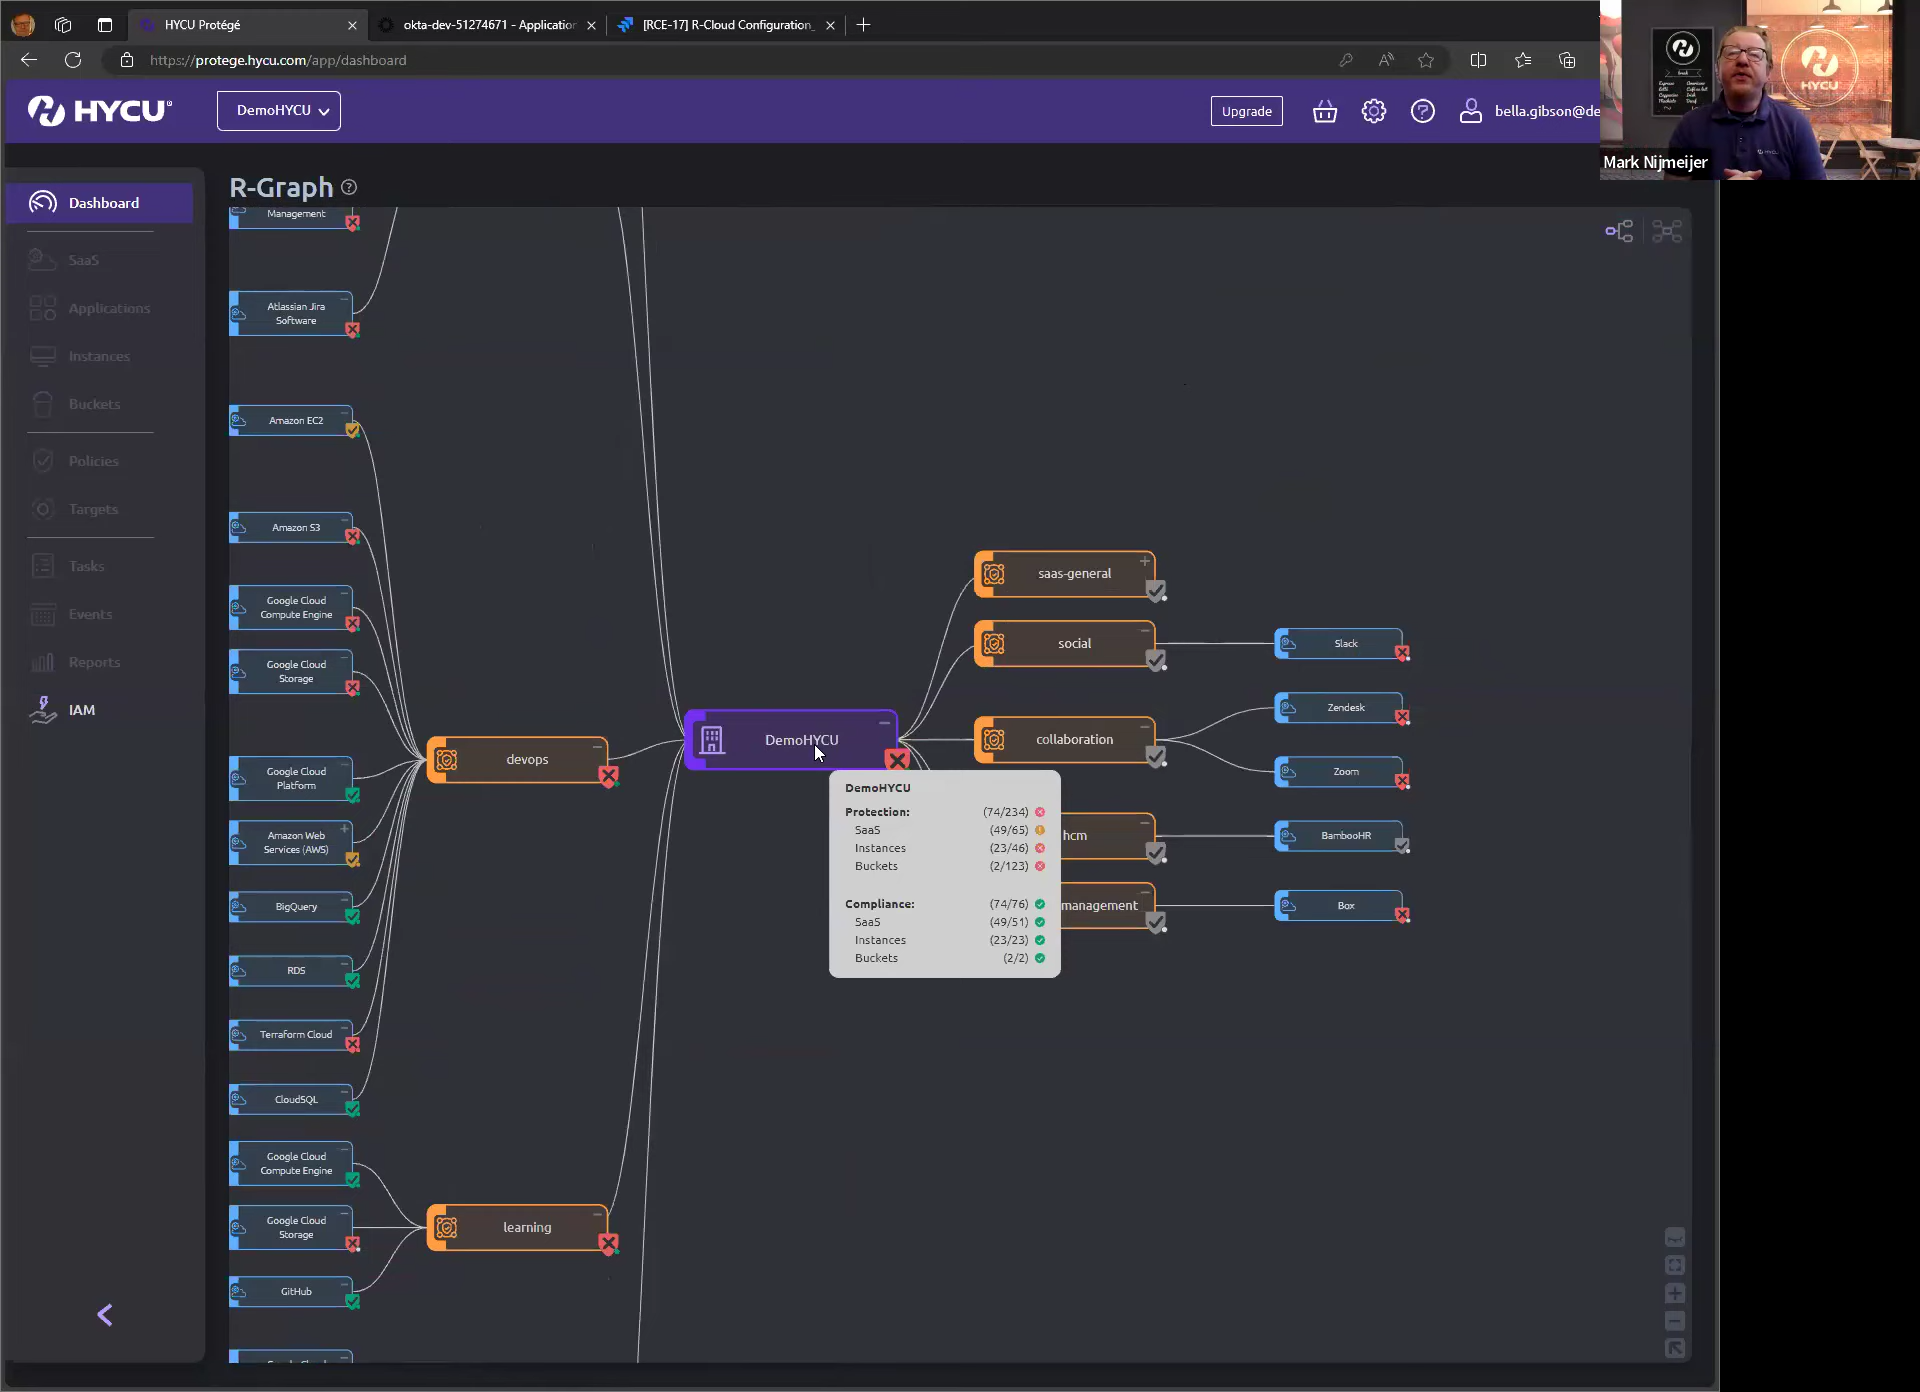 HYCU Protégé
okta-dev-51274671 - Application
[RCE-17] R-Cloud Configuration
https://protege.hycu.com/app/dashboard
HYCU
DemoHYCU
Upgrade
bella.gibson@de
HYCU
Mark Nijmeijer
Dashboard
SaaS
Applications
Instances
Buckets
Policies
Targets
Tasks
Events
Reports
IAM
R-Graph
Management
Atlassian Jira
Software
Amazon EC2
Amazon S3
Google Cloud
Compute Engine
Google Cloud
Storage
Google Cloud
Platform
Amazon Web
Services (AWS)
BigQuery
RDS
Terraform Cloud
CloudSQL
Google Cloud
Compute Engine
Google Cloud
Storage
GitHub
devops
learning
DemoHYCU
saas-general
social
collaboration
hcm
management
Slack
Zendesk
Zoom
BambooHR
Box
DemoHYCU
Protection: (74/234)
SaaS (49/65)
Instances (23/46)
Buckets (2/123)
Compliance: (74/76)
SaaS (49/51)
Instances (23/23)
Buckets (2/2)